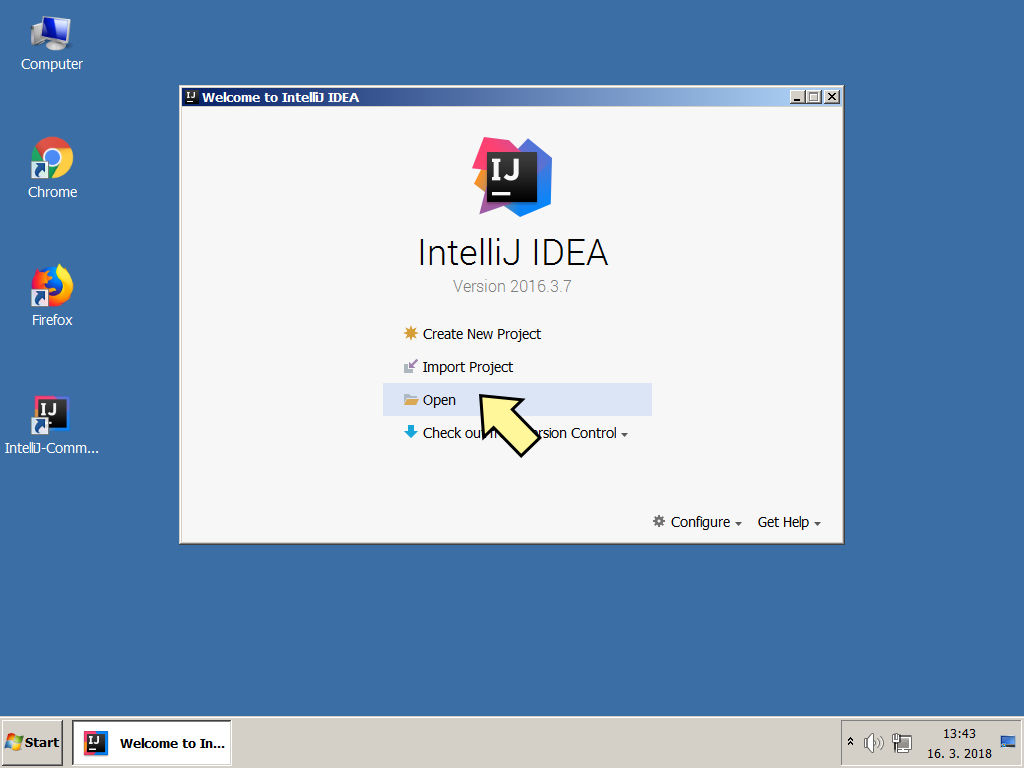 Computer
Chrome
Firefox
IntelliJ-Comm...
IJ Welcome to IntelliJ IDEA
IJ
IntelliJ IDEA
Version 2016.3.7
Create New Project
Import Project
Open
Check ou rsion Control
Configure
Get Help
Start
IJ Welcome to In...
13:43
16. 3. 2018